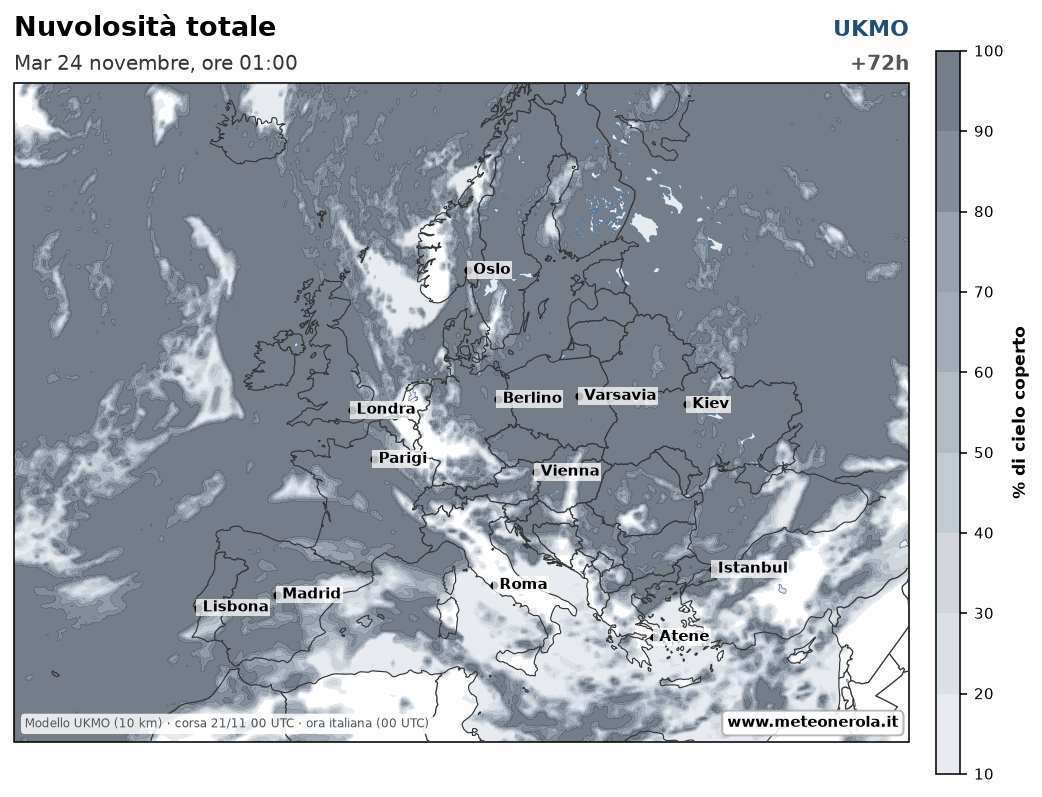 Nuvolosità totale
UKMO
Mar 24 novembre, ore 01:00
+72h
100
90
80
70
60
50
40
30
20
10
% di cielo coperto
Oslo
Londra
Berlino
Varsavia
Kiev
Parigi
Vienna
Istanbul
Roma
Madrid
Lisbona
Atene
Modello UKMO (10 km) · corsa 21/11 00 UTC · ora italiana (00 UTC)
www.meteonerola.it